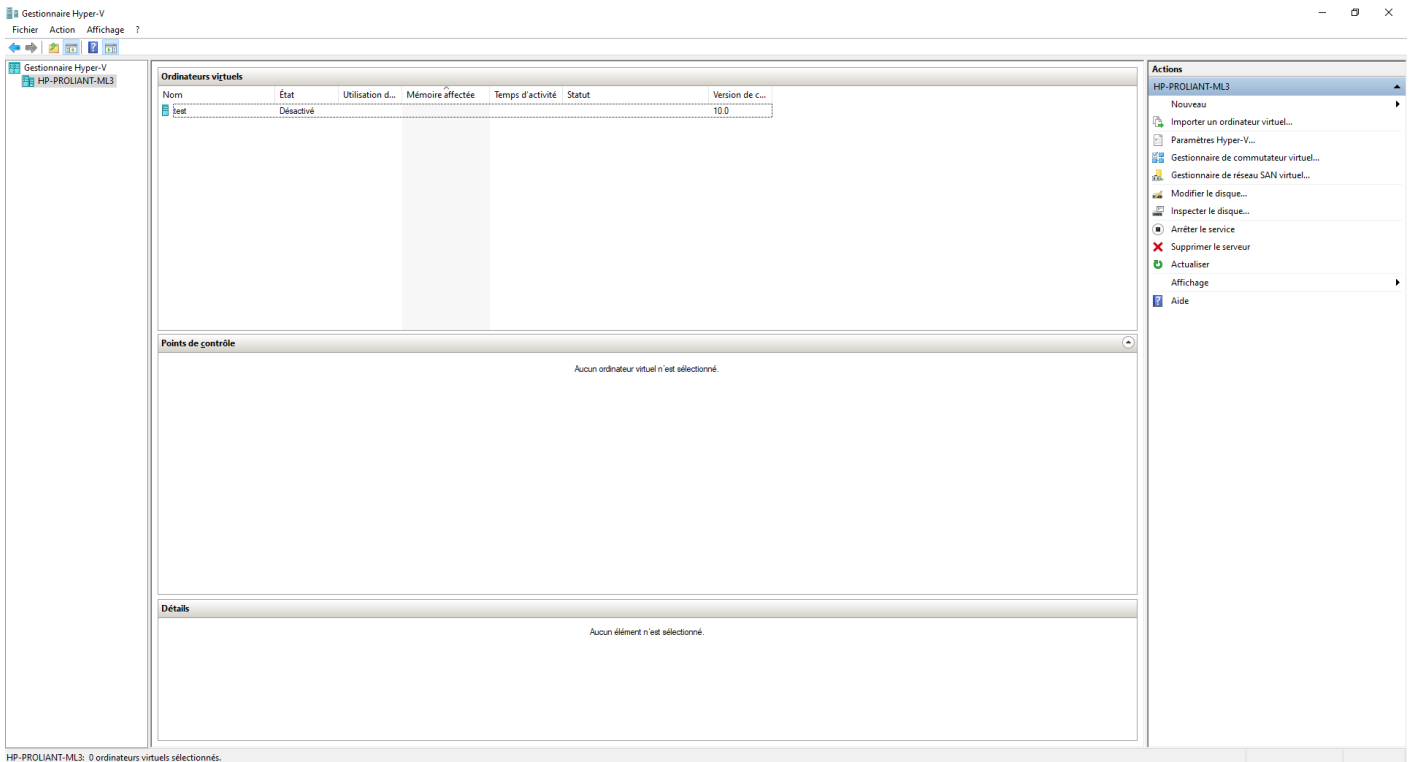 Gestionnaire Hyper-V
Fichier Action Affichage ?
Gestionnaire Hyper-V
HP-PROLIANT-ML3
Ordinateurs virtuels
Nom État Utilisation d... Mémoire affectée Temps d'activité Statut Version de c...
test Désactivé 10.0
Points de contrôle
Aucun ordinateur virtuel n'est sélectionné.
Détails
Aucun élément n'est sélectionné.
Actions
HP-PROLIANT-ML3
Nouveau
Importer un ordinateur virtuel...
Paramètres Hyper-V...
Gestionnaire de commutateur virtuel...
Gestionnaire de réseau SAN virtuel...
Modifier le disque...
Inspecter le disque...
Arrêter le service
Supprimer le serveur
Actualiser
Affichage
Aide
HP-PROLIANT-ML3: 0 ordinateurs virtuels sélectionnés.